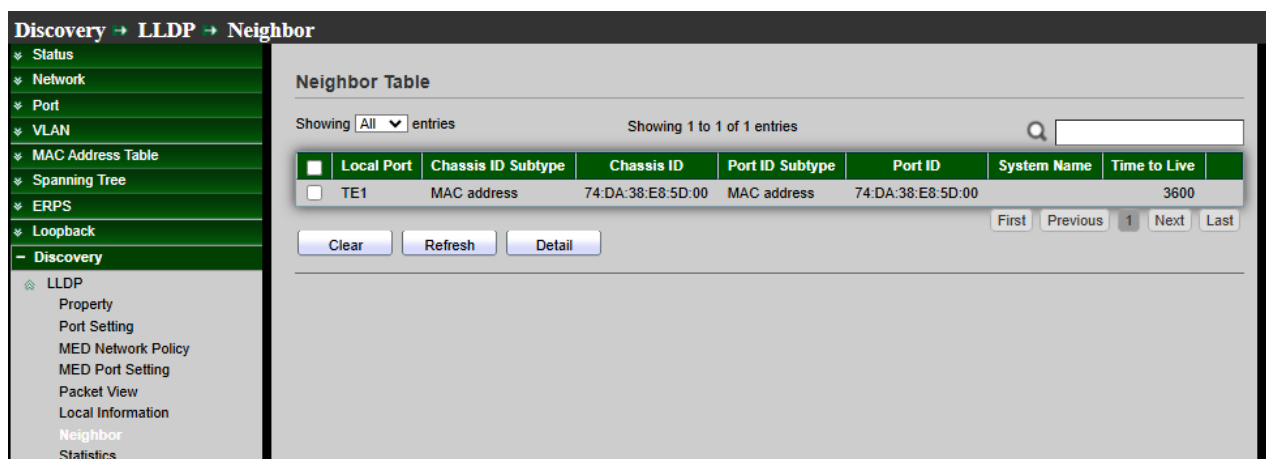 Discovery → LLDP → Neighbor
Status
Network
Port
VLAN
MAC Address Table
Spanning Tree
ERPS
Loopback
Discovery
LLDP
Property
Port Setting
MED Network Policy
MED Port Setting
Packet View
Local Information
Neighbor
Statistics
Neighbor Table
Showing All entries Showing 1 to 1 of 1 entries
Local Port Chassis ID Subtype Chassis ID Port ID Subtype Port ID System Name Time to Live
TE1 MAC address 74:DA:38:E8:5D:00 MAC address 74:DA:38:E8:5D:00 3600
First Previous 1 Next Last
Clear Refresh Detail